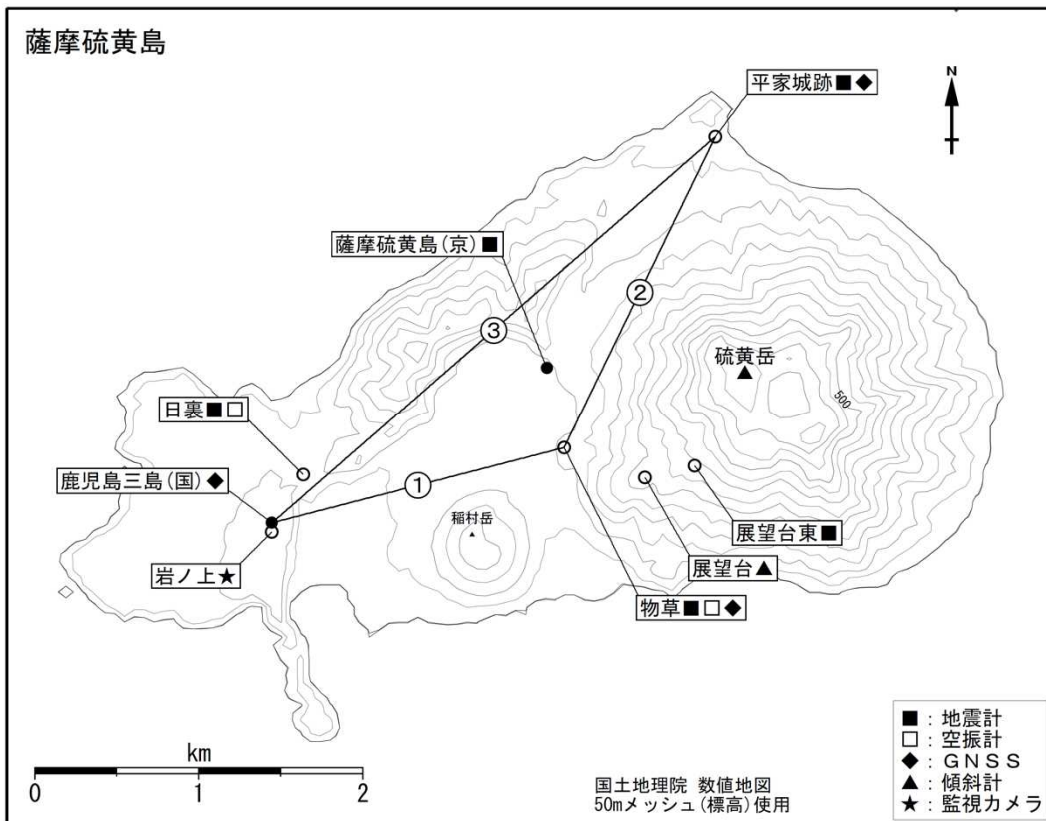 薩摩硫黄島
平家城跡■◆
N
薩摩硫黄島(京)■
②
③
硫黄岳
500
日裏■□
鹿児島三島(国)◆
①
稲村岳
岩ノ上★
展望台東■
展望台▲
物草■□◆
km
0 1 2
国土地理院 数値地図
50mメッシュ(標高)使用
■：地震計
□：空振計
◆：GNSS
▲：傾斜計
★：監視カメラ